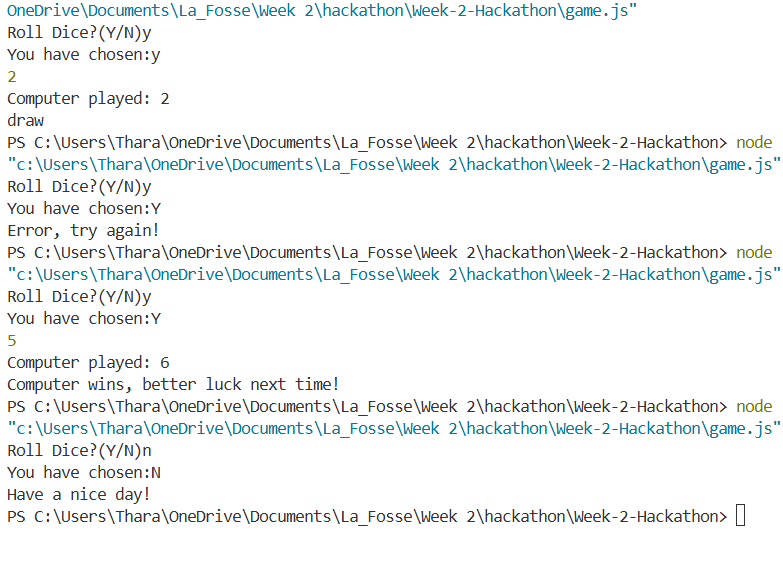 OneDrive\Documents\La_Fosse\Week 2\hackathon\Week-2-Hackathon\game.js"
Roll Dice?(Y/N)y
You have chosen:y
2
Computer played: 2
draw
PS C:\Users\Thara\OneDrive\Documents\La_Fosse\Week 2\hackathon\Week-2-Hackathon> node
"c:\Users\Thara\OneDrive\Documents\La_Fosse\Week 2\hackathon\Week-2-Hackathon\game.js"
Roll Dice?(Y/N)y
You have chosen:Y
Error, try again!
PS C:\Users\Thara\OneDrive\Documents\La_Fosse\Week 2\hackathon\Week-2-Hackathon> node
"c:\Users\Thara\OneDrive\Documents\La_Fosse\Week 2\hackathon\Week-2-Hackathon\game.js"
Roll Dice?(Y/N)y
You have chosen:Y
5
Computer played: 6
Computer wins, better luck next time!
PS C:\Users\Thara\OneDrive\Documents\La_Fosse\Week 2\hackathon\Week-2-Hackathon> node
"c:\Users\Thara\OneDrive\Documents\La_Fosse\Week 2\hackathon\Week-2-Hackathon\game.js"
Roll Dice?(Y/N)n
You have chosen:N
Have a nice day!
PS C:\Users\Thara\OneDrive\Documents\La_Fosse\Week 2\hackathon\Week-2-Hackathon>